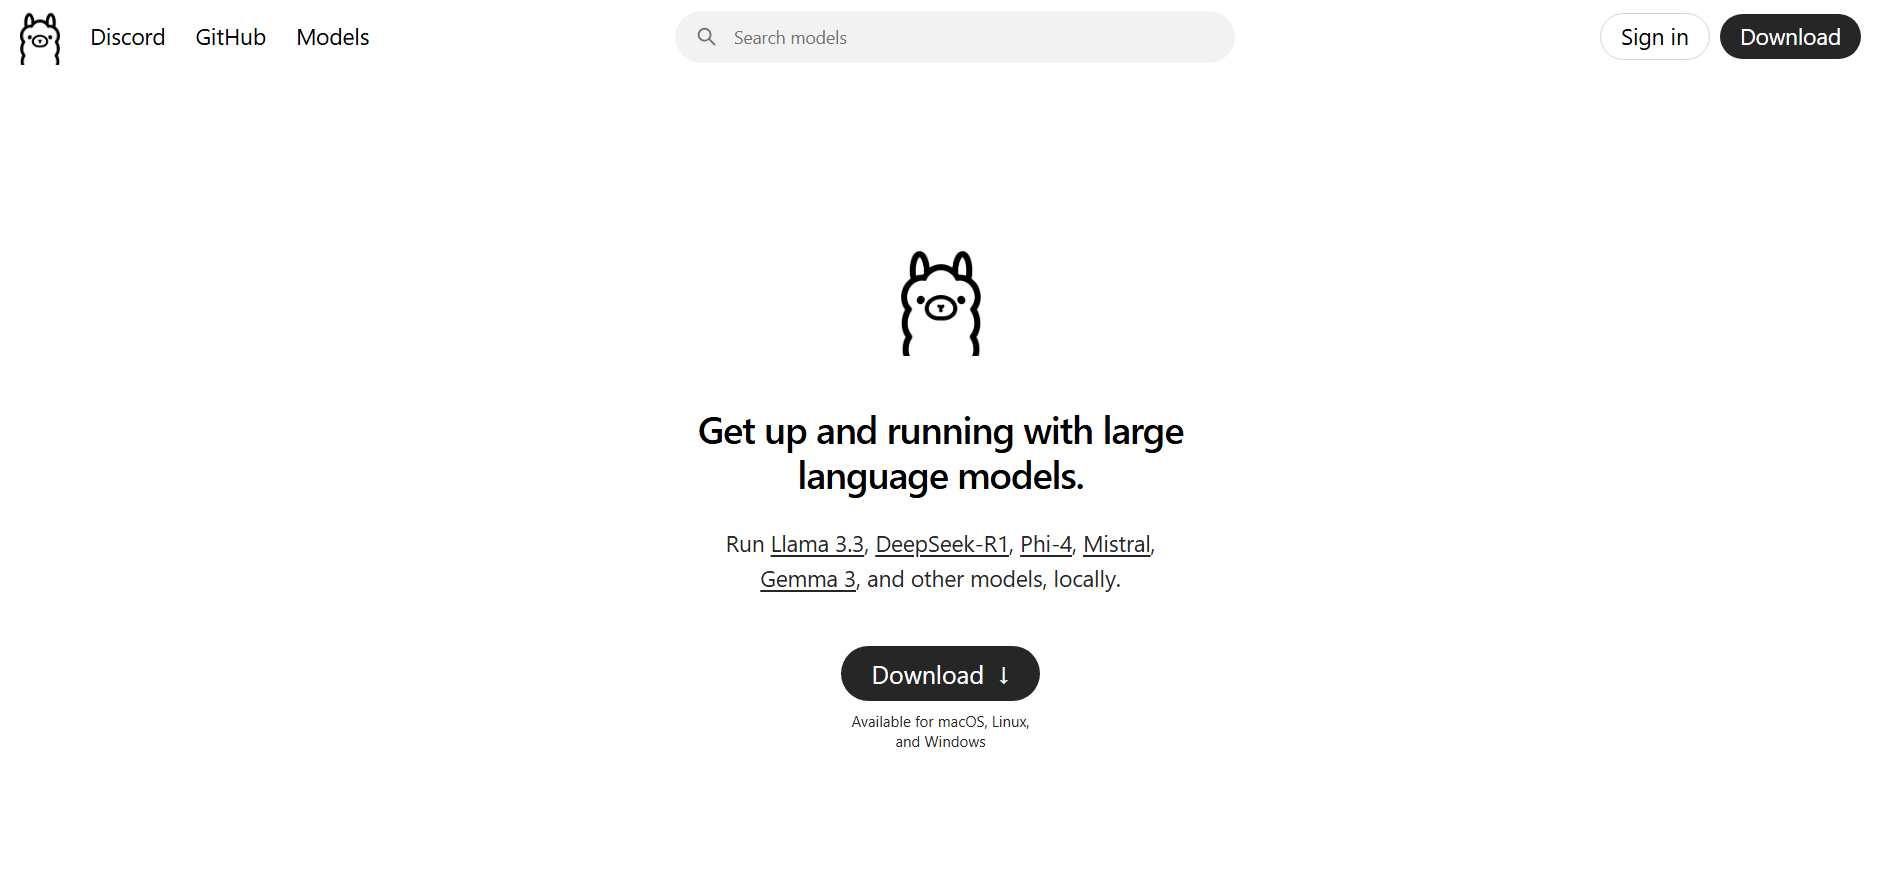 Discord GitHub Models Search models Sign in Download
Get up and running with large
language models.
Run Llama 3.3, DeepSeek-R1, Phi-4, Mistral,
Gemma 3, and other models, locally.
Download ↓
Available for macOS, Linux,
and Windows